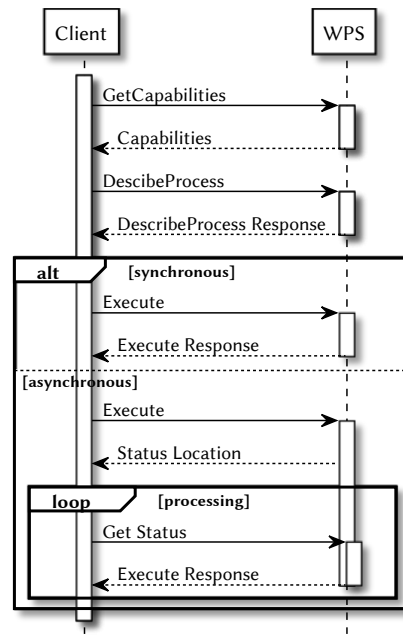 Client WPS
GetCapabilities
Capabilities
DescibeProcess
DescribeProcess Response
alt [synchronous]
Execute
Execute Response
[asynchronous]
Execute
Status Location
loop [processing]
Get Status
Execute Response